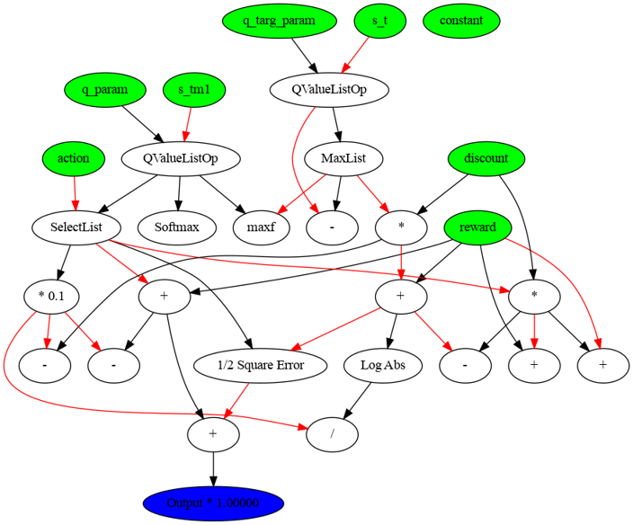 q_targ_param s_t constant
q_param s_tm1 QValueListOp
action QValueListOp MaxList discount
SelectList Softmax maxf - * reward
* 0.1 + + *
- - 1/2 Square Error Log Abs - + +
+ /
Output * 1.00000